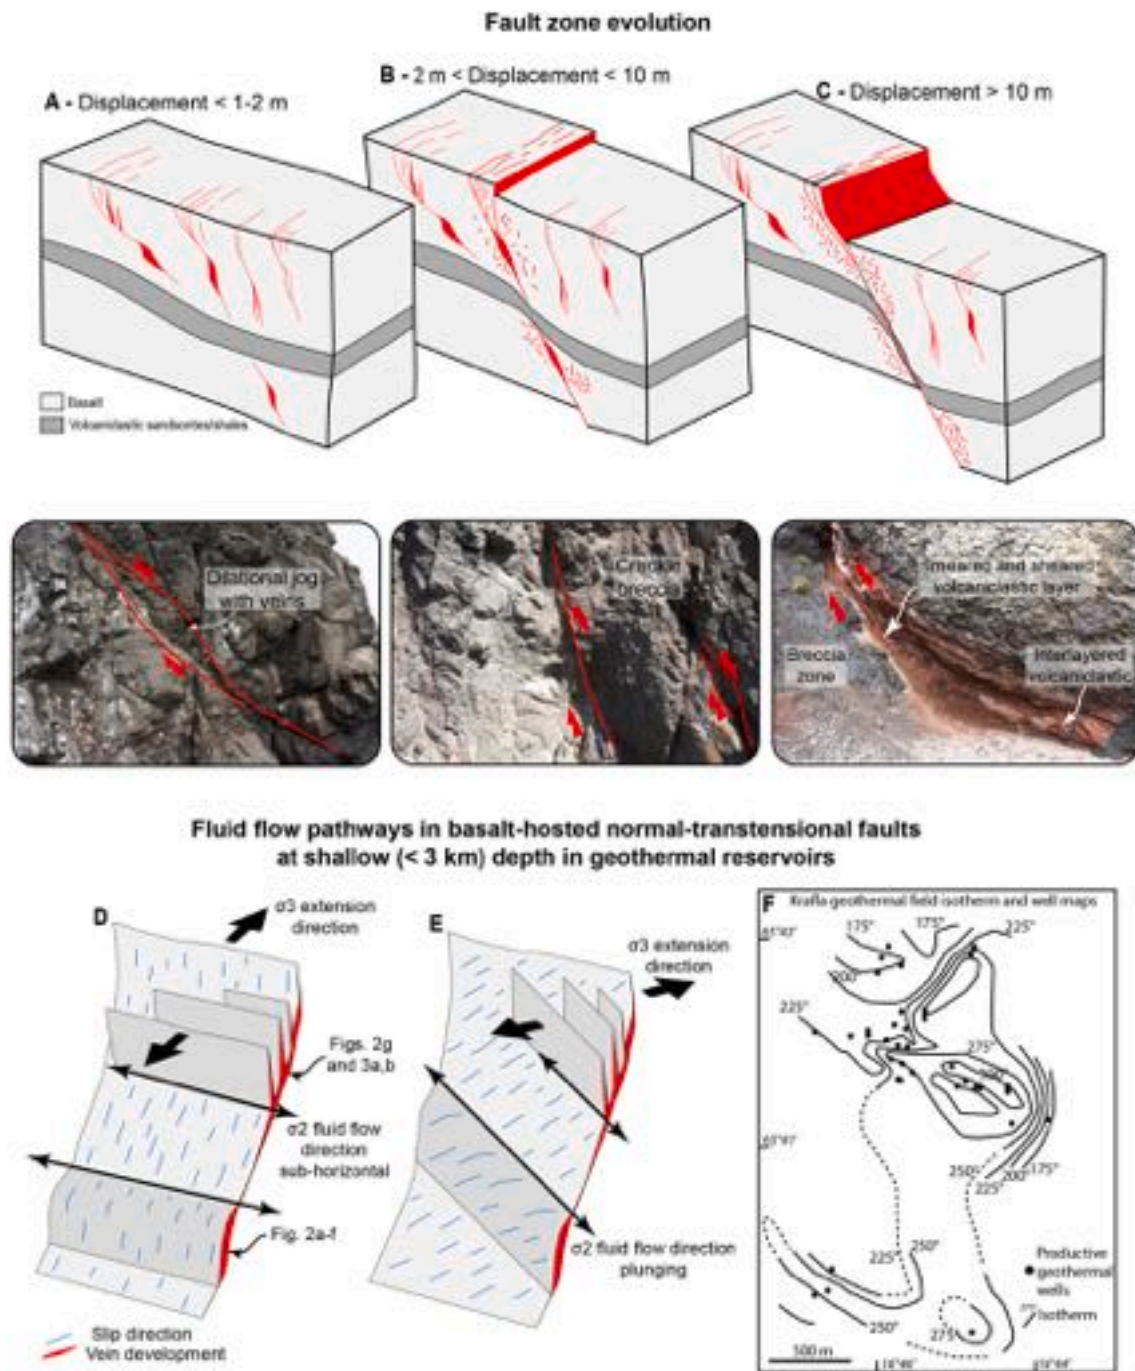 Fault zone evolution
A - Displacement < 1-2 m
B - 2 m < Displacement < 10 m
C - Displacement > 10 m
Basalt
Volcaniclastic sandstones/shales
Dilational jog
with veins
Crackle
breccia
Smeared and sheared
volcaniclastic layer
Breccia
zone
Interlayered
volcaniclastic
Fluid flow pathways in basalt-hosted normal-transtensional faults
at shallow (< 3 km) depth in geothermal reservoirs
D
σ3 extension
direction
Figs. 2g
and 3a,b
σ2 fluid flow
direction
sub-horizontal
Fig. 2a-f
Slip direction
Vein development
E
σ3 extension
direction
σ2 fluid flow direction
plunging
F
Krafla geothermal field isotherm and well maps
175°
175°
225°
200°
225°
275°
250°
200°
175°
225°
225°
250°
250°
275°
Productive
geothermal
wells
Isotherm
500 m